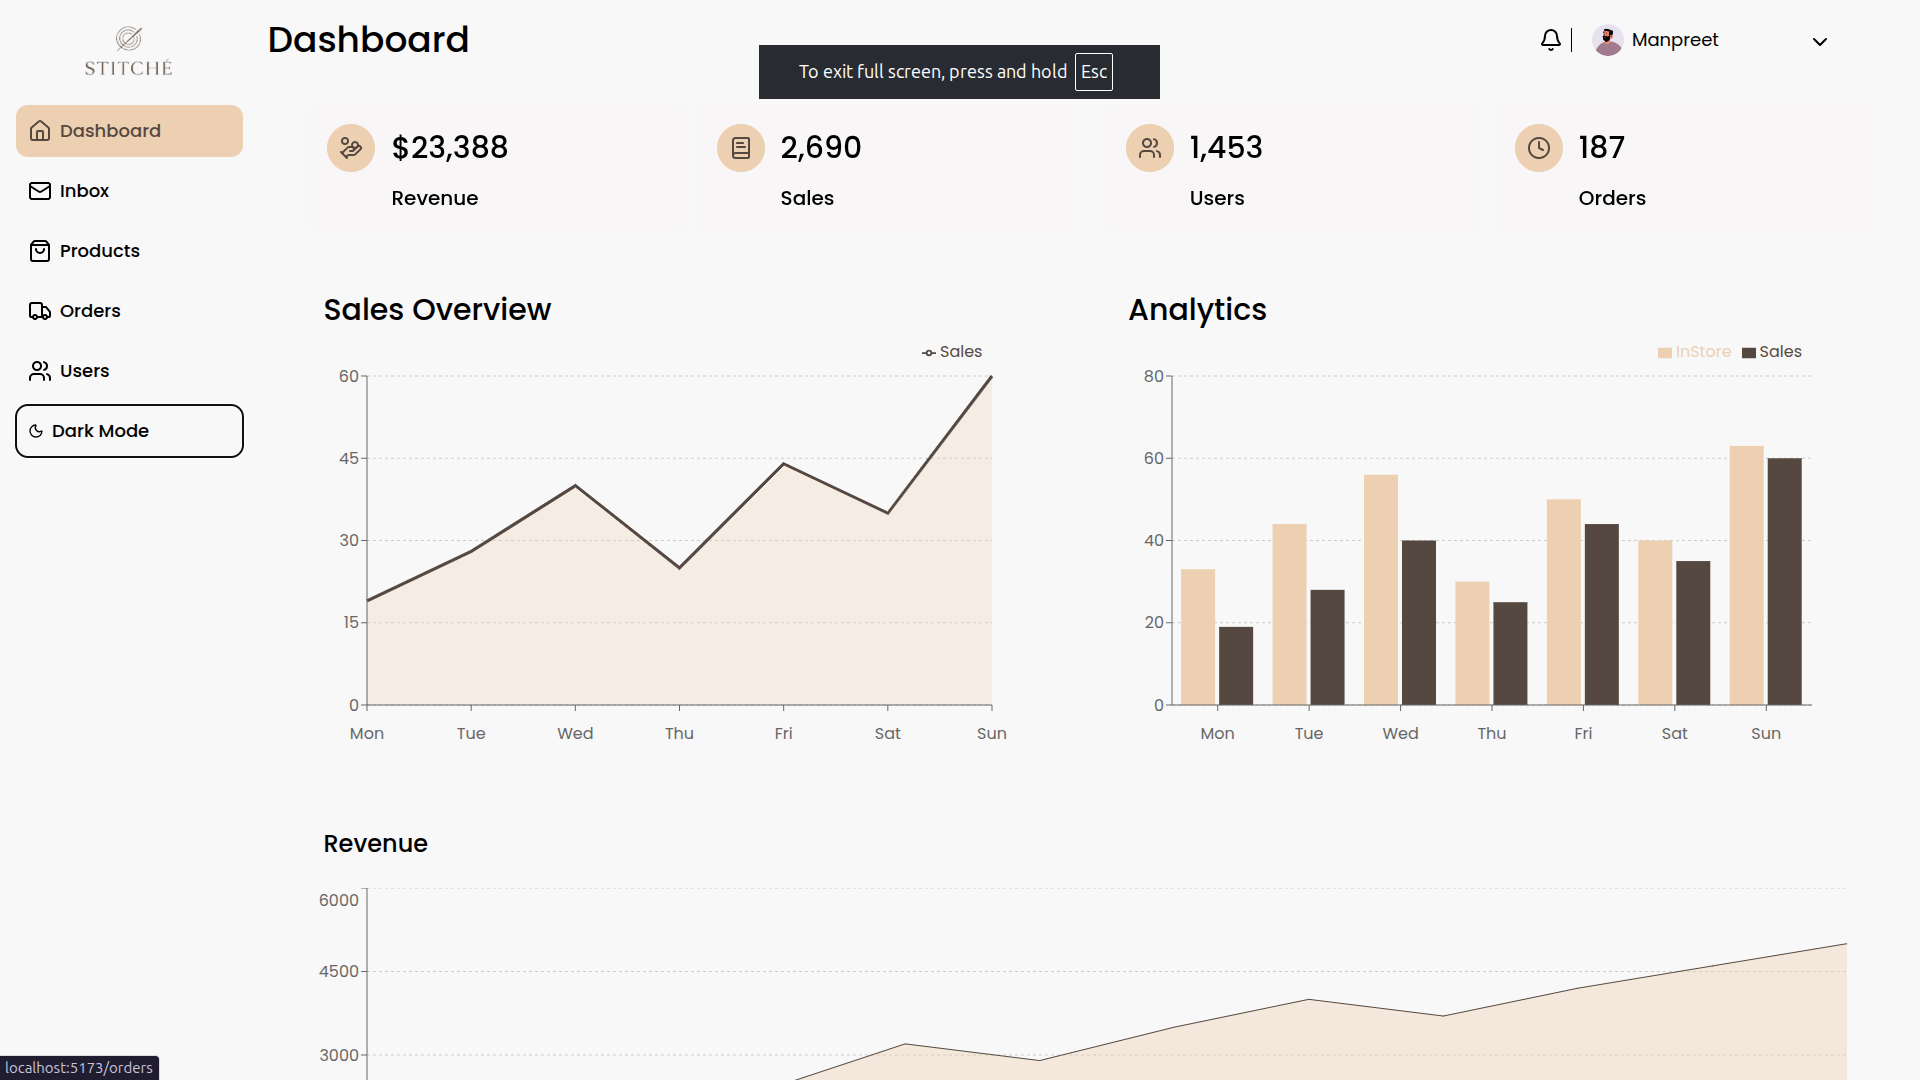 STITCHÉ
Dashboard
To exit full screen, press and hold Esc
Manpreet
Dashboard
Inbox
Products
Orders
Users
Dark Mode
$23,388
Revenue
2,690
Sales
1,453
Users
187
Orders
Sales Overview
Sales
60
45
30
15
0
Mon Tue Wed Thu Fri Sat Sun
Analytics
InStore Sales
80
60
40
20
0
Mon Tue Wed Thu Fri Sat Sun
Revenue
6000
4500
3000
localhost:5173/orders